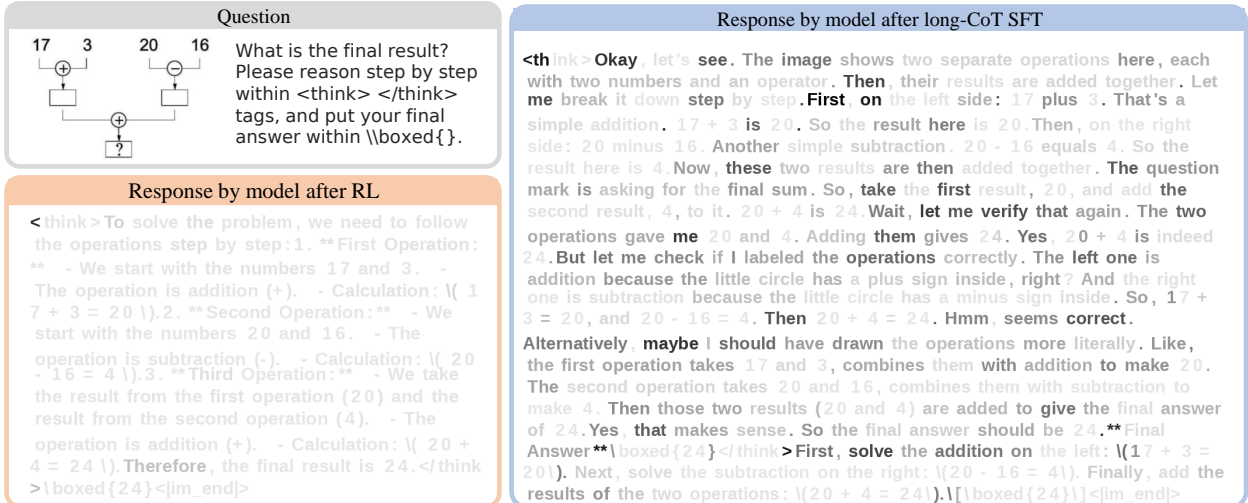 Question
17 3 20 16
+ −
+
?
What is the final result?
Please reason step by step
within <think> </think>
tags, and put your final
answer within \\boxed{}.
Response by model after RL
<think>To solve the problem, we need to follow
the operations step by step:1. **First Operation:
** - We start with the numbers 17 and 3. -
The operation is addition (+). - Calculation: \( 1
7 + 3 = 20 \).2. **Second Operation:** - We
start with the numbers 20 and 16. - The
operation is subtraction (-). - Calculation: \( 20
- 16 = 4 \).3. **Third Operation:** - We take
the result from the first operation (20) and the
result from the second operation (4). - The
operation is addition (+). - Calculation: \( 20 +
4 = 24 \).Therefore, the final result is 24.</think
>\boxed{24}<|im_end|>
Response by model after long-CoT SFT
<think>Okay, let's see. The image shows two separate operations here, each
with two numbers and an operator. Then, their results are added together. Let
me break it down step by step.First, on the left side: 17 plus 3. That's a
simple addition. 17 + 3 is 20. So the result here is 20.Then, on the right
side: 20 minus 16. Another simple subtraction. 20 - 16 equals 4. So the
result here is 4.Now, these two results are then added together. The question
mark is asking for the final sum. So, take the first result, 20, and add the
second result, 4, to it. 20 + 4 is 24.Wait, let me verify that again. The two
operations gave me 20 and 4. Adding them gives 24. Yes, 20 + 4 is indeed
24.But let me check if I labeled the operations correctly. The left one is
addition because the little circle has a plus sign inside, right? And the right
one is subtraction because the little circle has a minus sign inside. So, 17 +
3 = 20, and 20 - 16 = 4. Then 20 + 4 = 24. Hmm, seems correct.
Alternatively, maybe I should have drawn the operations more literally. Like,
the first operation takes 17 and 3, combines them with addition to make 20.
The second operation takes 20 and 16, combines them with subtraction to
make 4. Then those two results (20 and 4) are added to give the final answer
of 24.Yes, that makes sense. So the final answer should be 24.**Final
Answer**\boxed{24}</think>First, solve the addition on the left: \(17 + 3 =
20\). Next, solve the subtraction on the right: \(20 - 16 = 4\). Finally, add the
results of the two operations: \(20 + 4 = 24\).\[\boxed{24}\]<|im_end|>